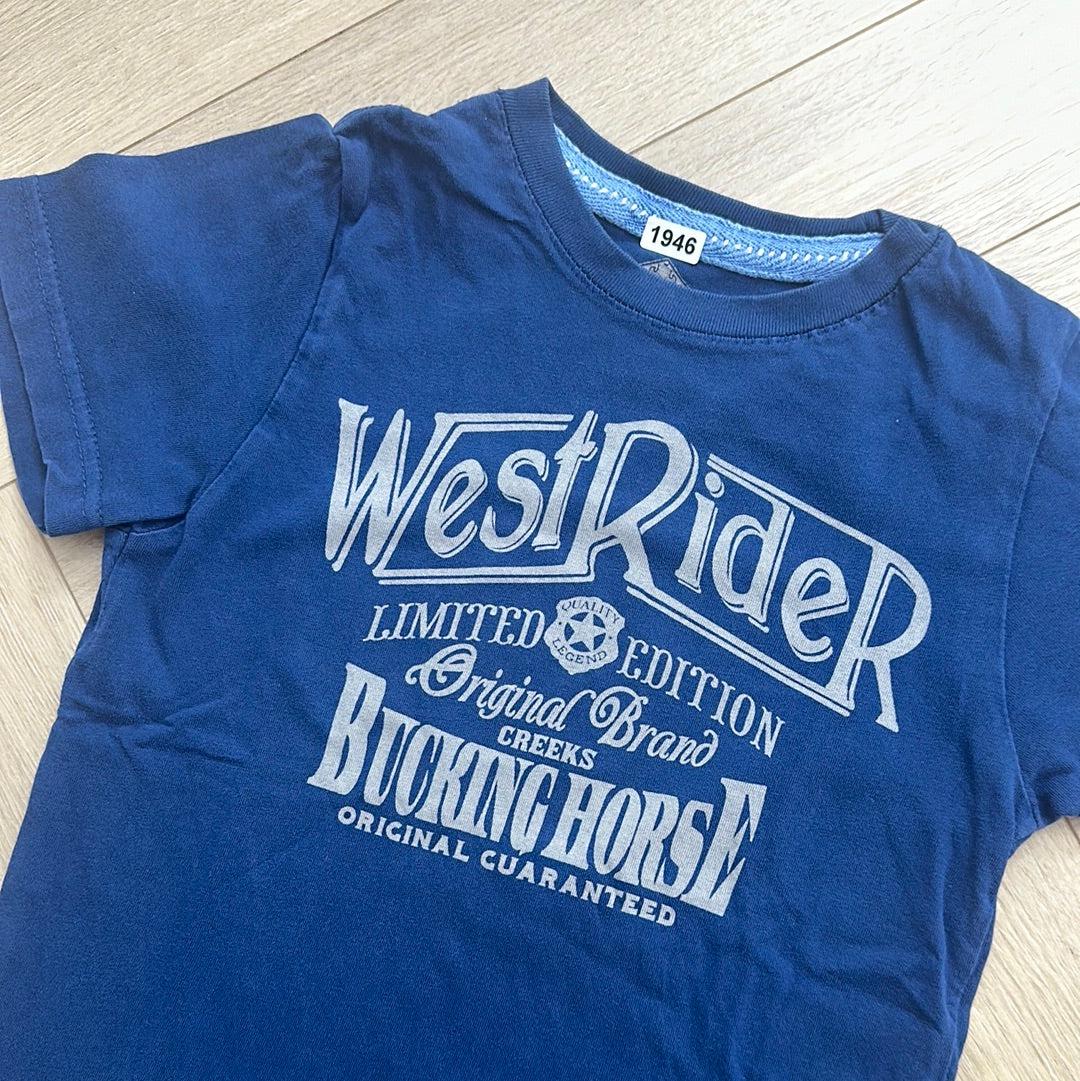 1946
WestRideR
LIMITED EDITION
QUALITY
LEGEND
Original Brand
CREEKS
BUCKING HORSE
ORIGINAL GUARANTEED